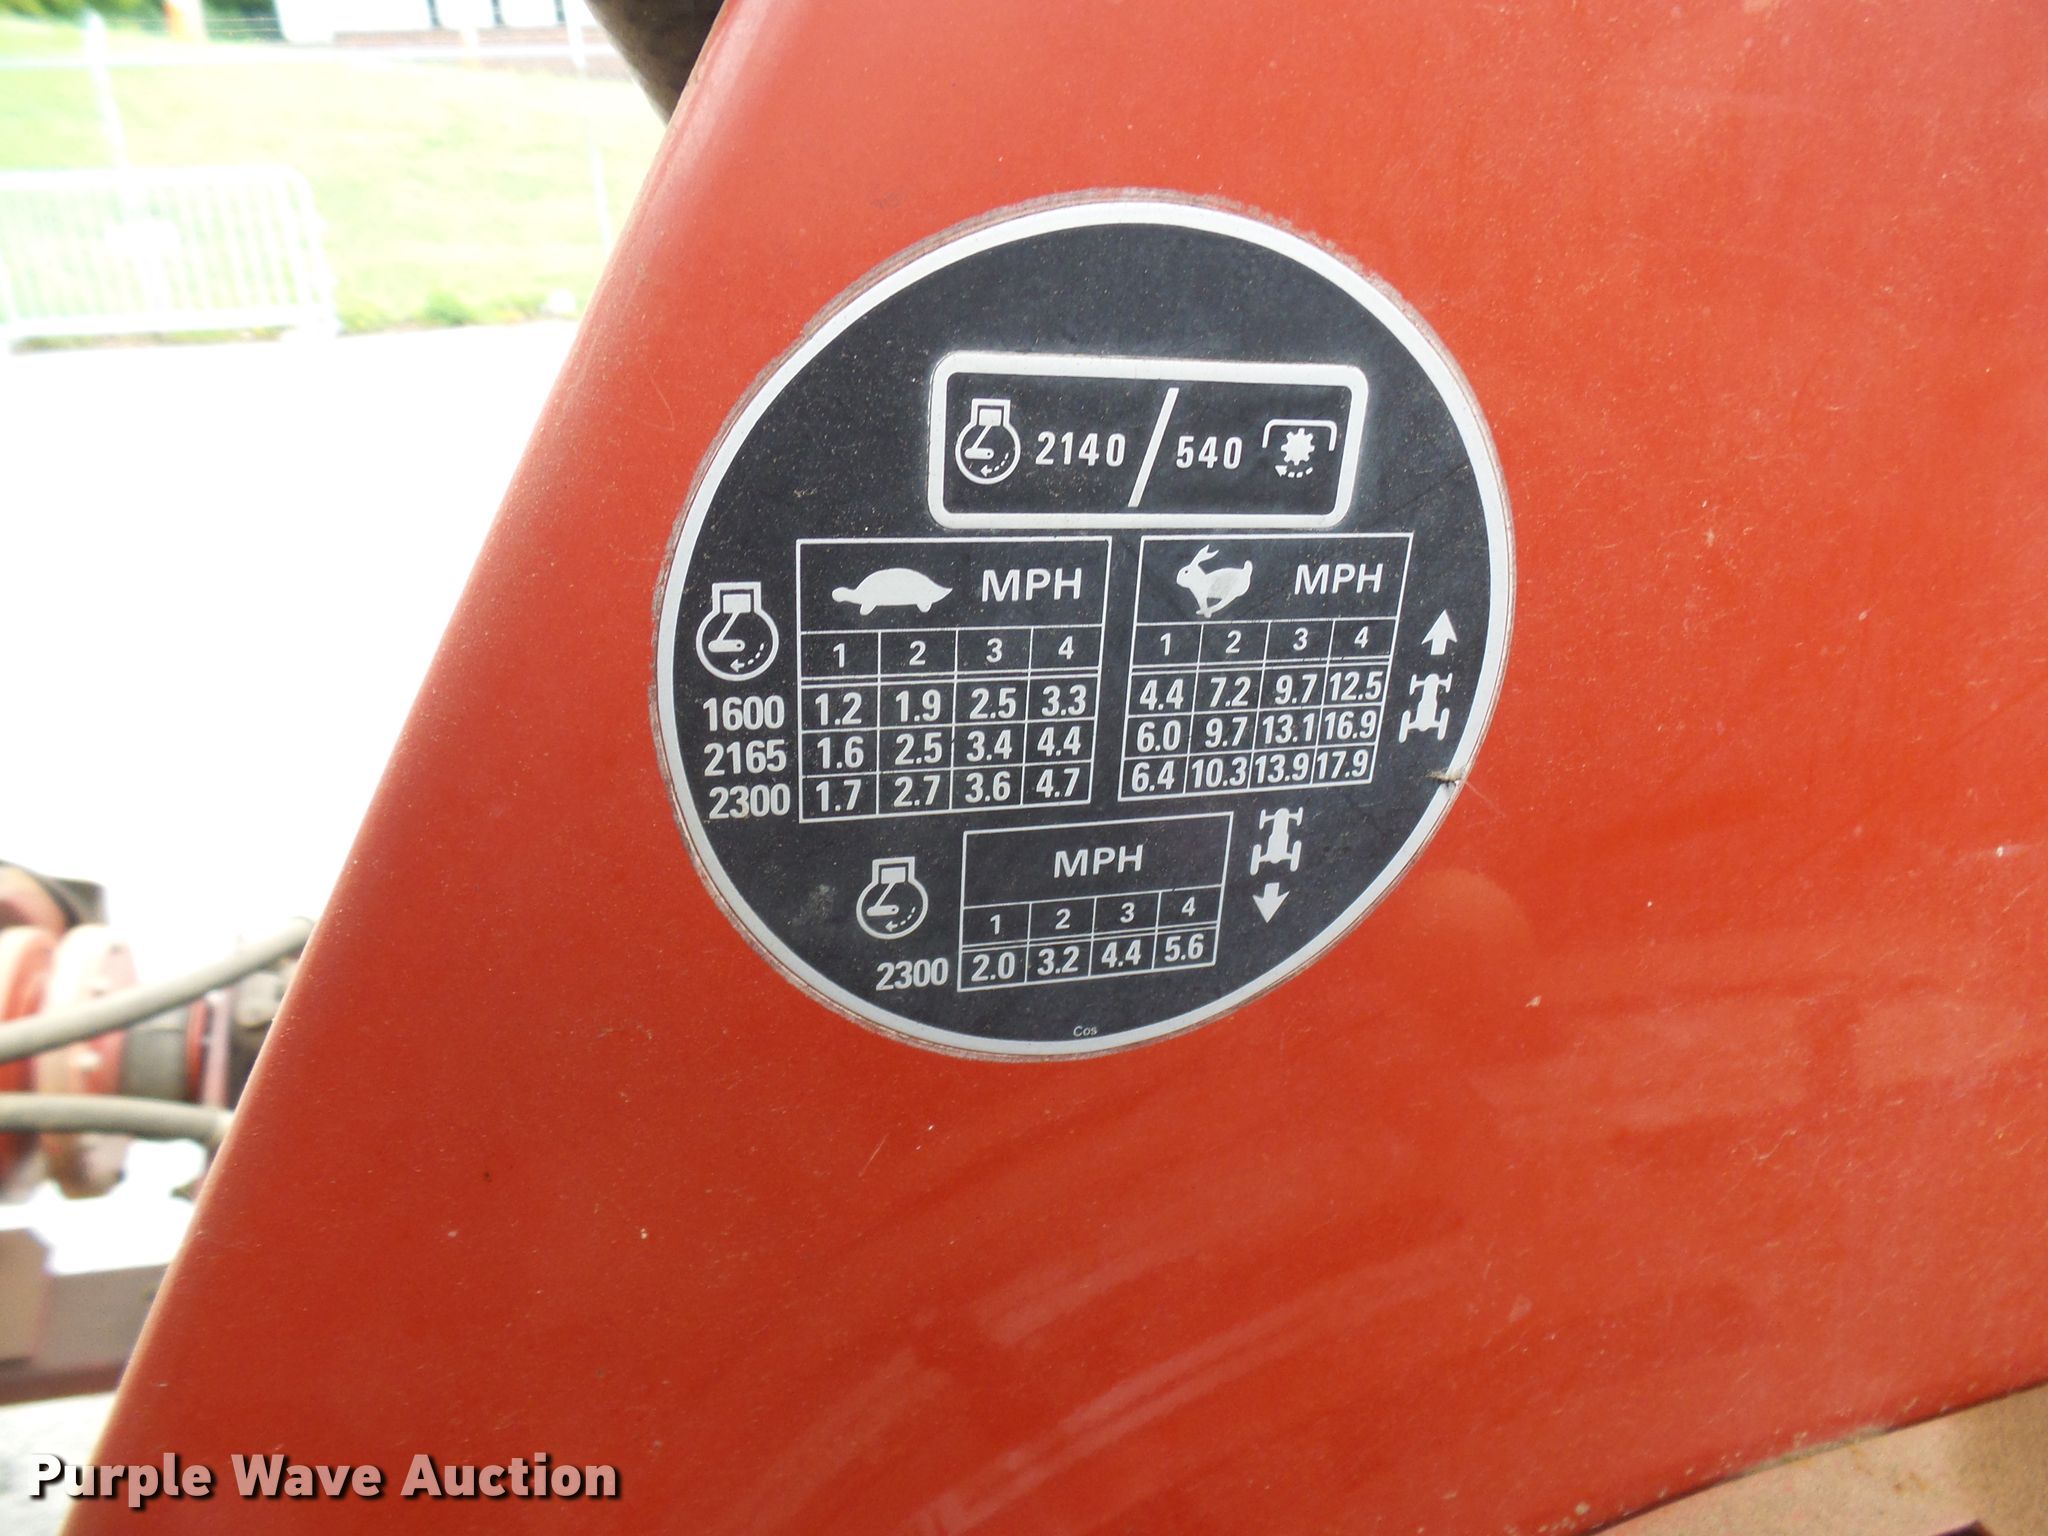 2140 / 540
MPH MPH
1 2 3 4 1 2 3 4
1600 1.2 1.9 2.5 3.3 4.4 7.2 9.7 12.5
2165 1.6 2.5 3.4 4.4 6.0 9.7 13.1 16.9
2300 1.7 2.7 3.6 4.7 6.4 10.3 13.9 17.9
MPH
1 2 3 4
2300 2.0 3.2 4.4 5.6
Cos
Purple Wave Auction